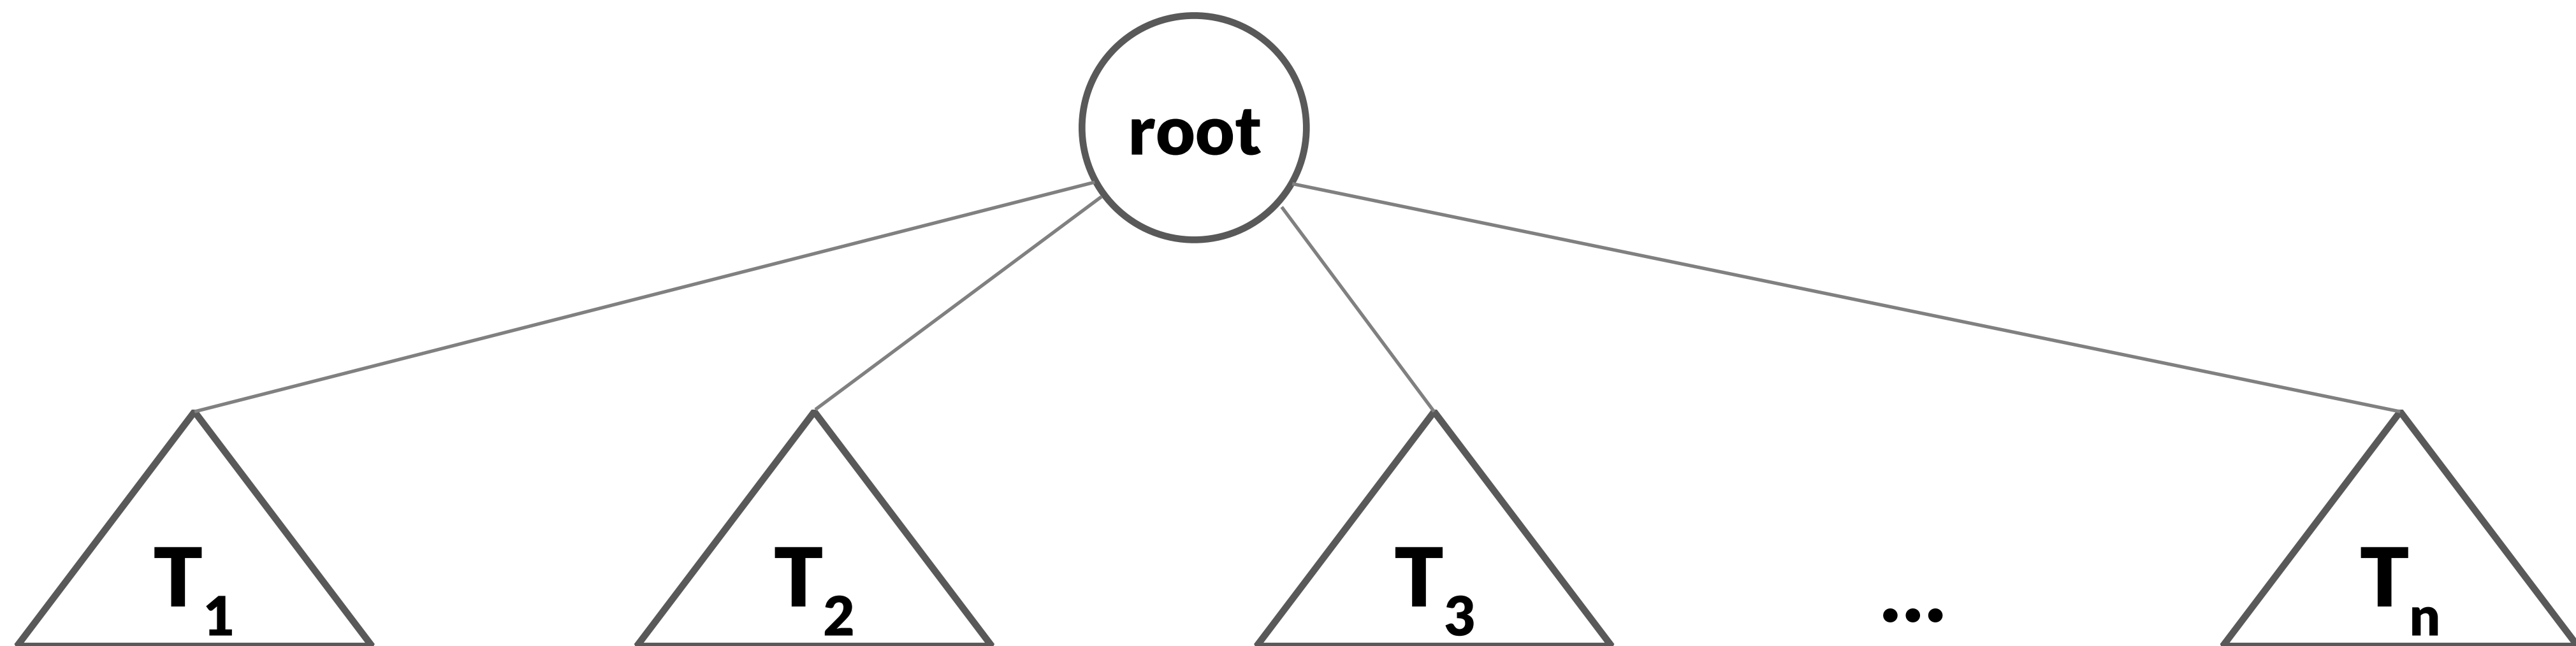 root
T₁ T₂ T₃ ... Tₙ